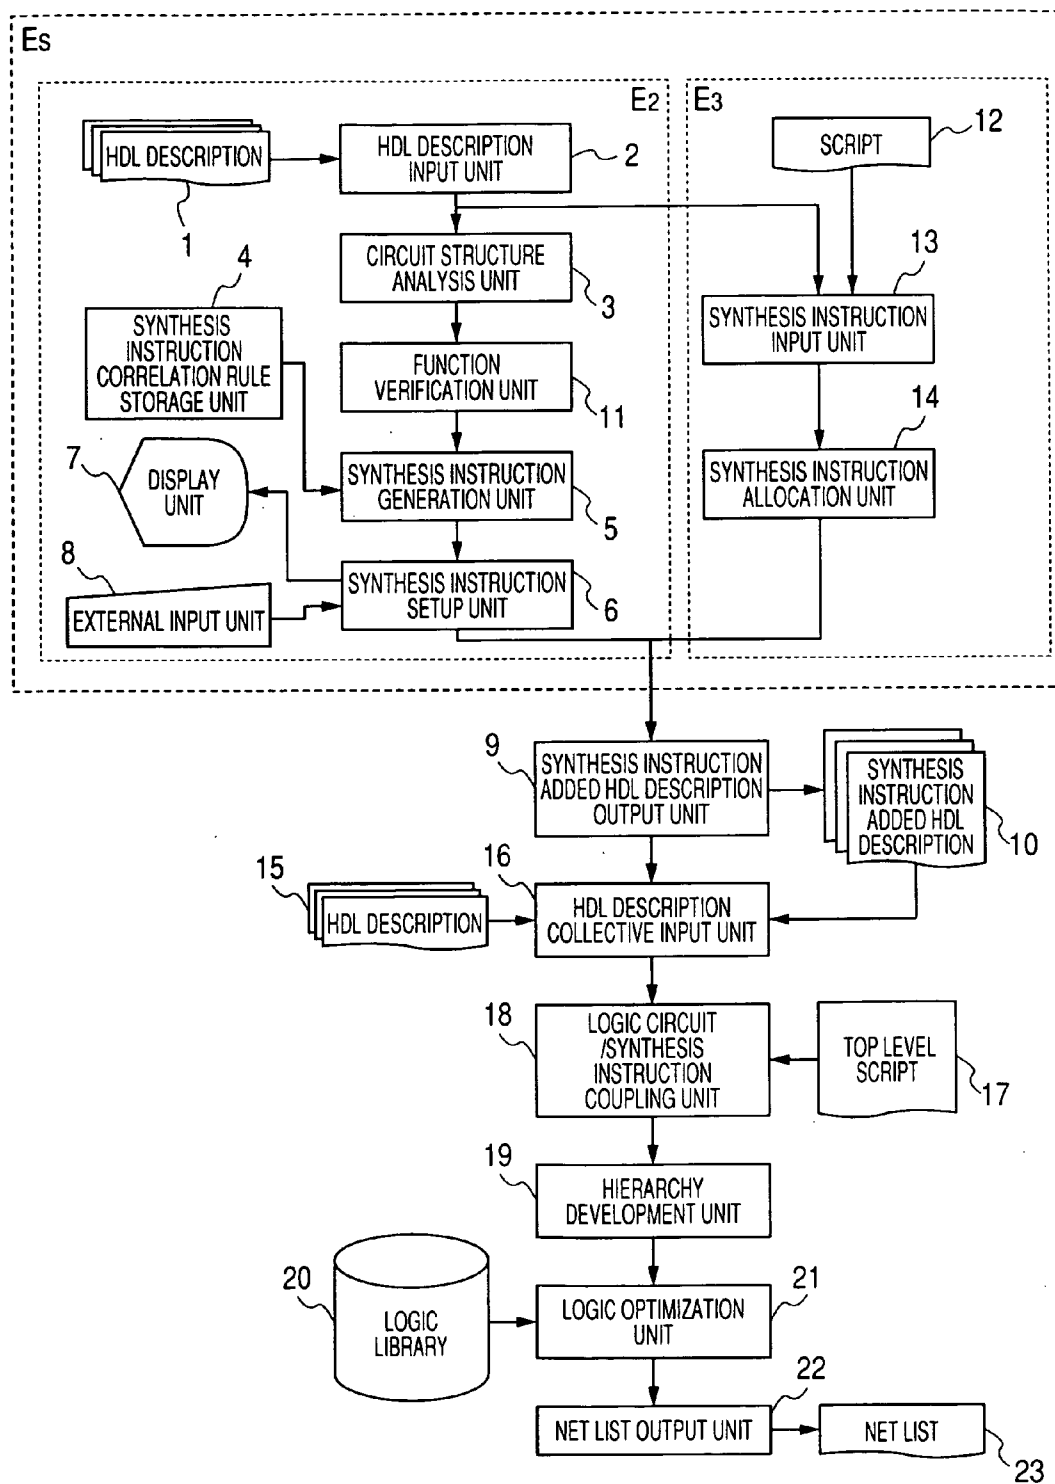 Es
E2
E3
HDL DESCRIPTION
1
HDL DESCRIPTION
INPUT UNIT
2
SCRIPT
12
CIRCUIT STRUCTURE
ANALYSIS UNIT
3
4
SYNTHESIS
INSTRUCTION
CORRELATION RULE
STORAGE UNIT
13
SYNTHESIS INSTRUCTION
INPUT UNIT
FUNCTION
VERIFICATION UNIT
11
14
SYNTHESIS INSTRUCTION
ALLOCATION UNIT
7
DISPLAY
UNIT
SYNTHESIS INSTRUCTION
GENERATION UNIT
5
8
EXTERNAL INPUT UNIT
SYNTHESIS INSTRUCTION
SETUP UNIT
6
9
SYNTHESIS INSTRUCTION
ADDED HDL DESCRIPTION
OUTPUT UNIT
SYNTHESIS
INSTRUCTION
ADDED HDL
DESCRIPTION
10
15
HDL DESCRIPTION
16
HDL DESCRIPTION
COLLECTIVE INPUT UNIT
18
LOGIC CIRCUIT
/SYNTHESIS
INSTRUCTION
COUPLING UNIT
TOP LEVEL
SCRIPT
17
19
HIERARCHY
DEVELOPMENT UNIT
20
LOGIC
LIBRARY
21
LOGIC OPTIMIZATION
UNIT
22
NET LIST OUTPUT UNIT
NET LIST
23